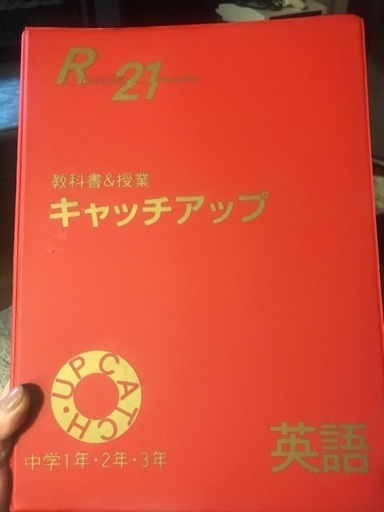 教科書&授業
キャッチアップ
UPCATCH・
中学1年・2年・3年
英語